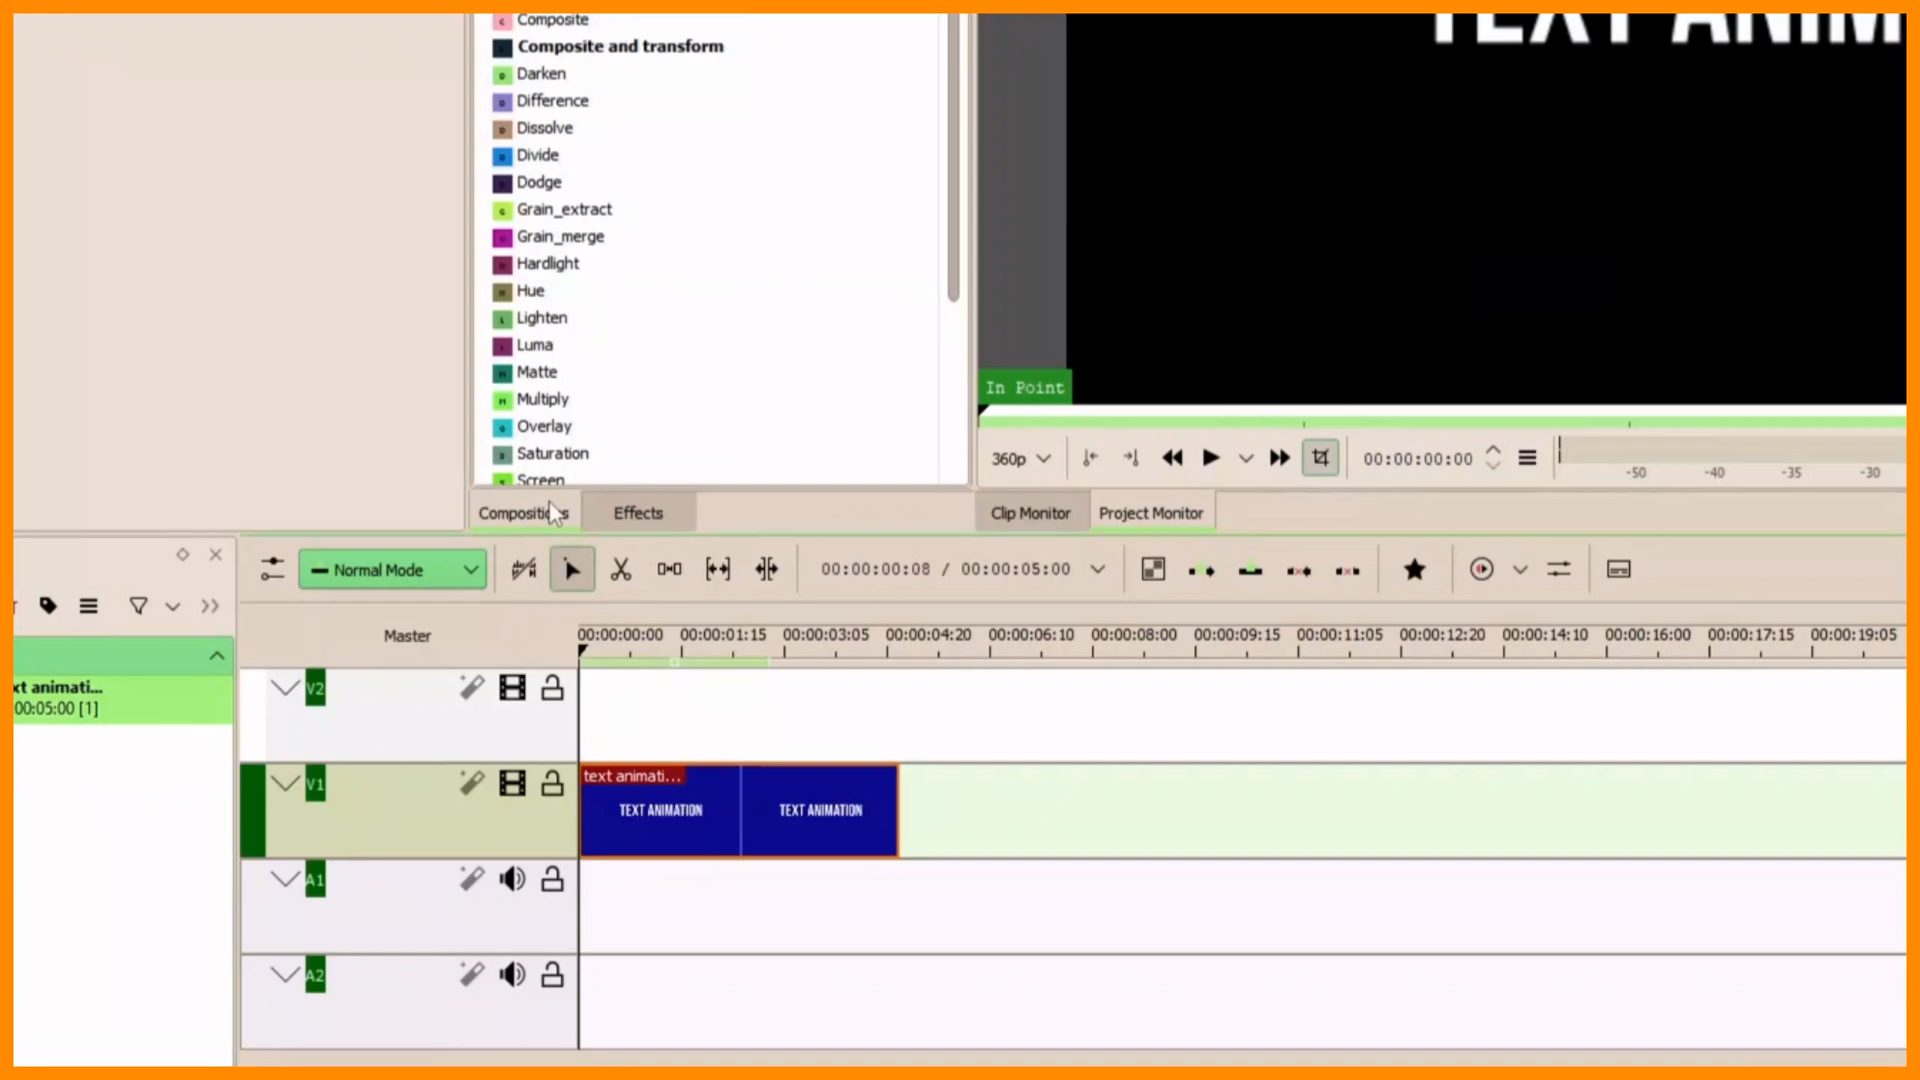 Composite
Composite and transform
Darken
Difference
Dissolve
Divide
Dodge
Grain_extract
Grain_merge
Hardlight
Hue
Lighten
Luma
Matte
Multiply
Overlay
Saturation
Screen
Compositions
Effects
TEXT ANIM
In Point
360p
00:00:00:00
-50 -40 -35 -30
Clip Monitor
Project Monitor
Normal Mode
00:00:00:08 / 00:00:05:00
Master
00:00:00:00 00:00:01:15 00:00:03:05 00:00:04:20 00:00:06:10 00:00:08:00 00:00:09:15 00:00:11:05 00:00:12:20 00:00:14:10 00:00:16:00 00:00:17:15 00:00:19:05
xt animati...
00:05:00 [1]
V2
V1
text animati...
TEXT ANIMATION
TEXT ANIMATION
A1
A2